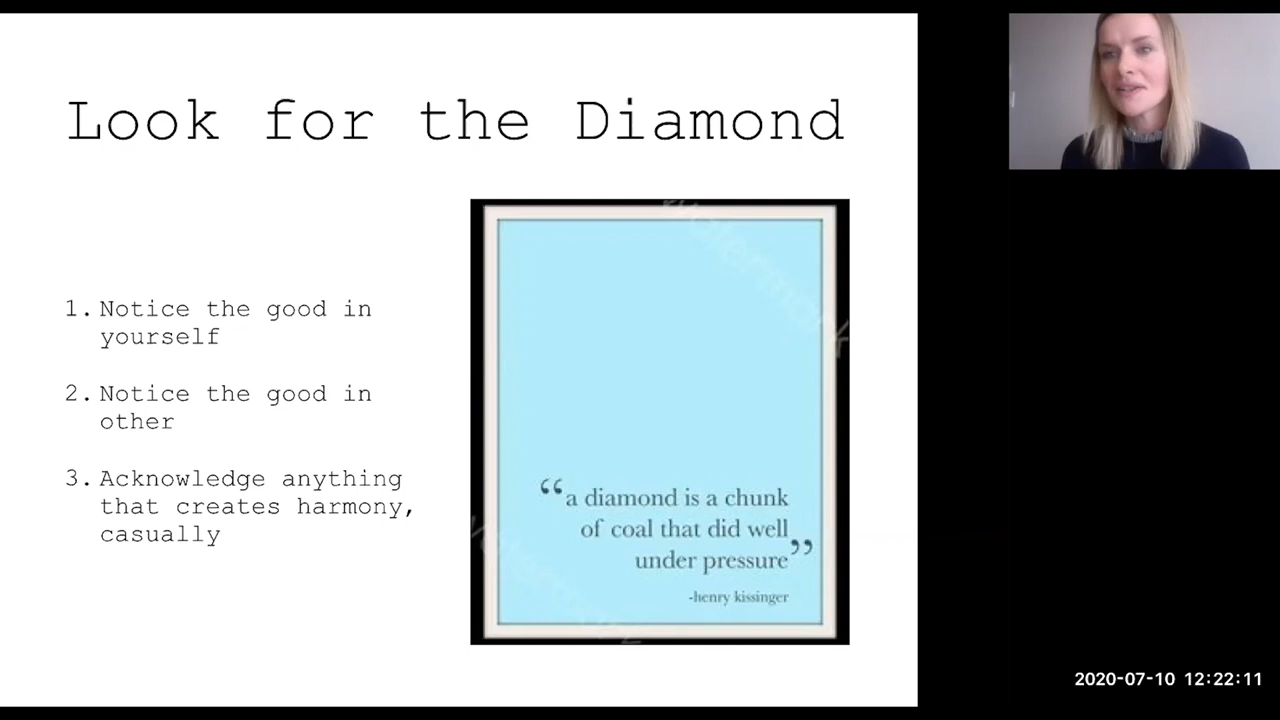 Look for the Diamond
1. Notice the good in
yourself
2. Notice the good in
other
3. Acknowledge anything
that creates harmony,
casually
“a diamond is a chunk
of coal that did well
under pressure”
-henry kissinger
2020-07-10 12:22:11